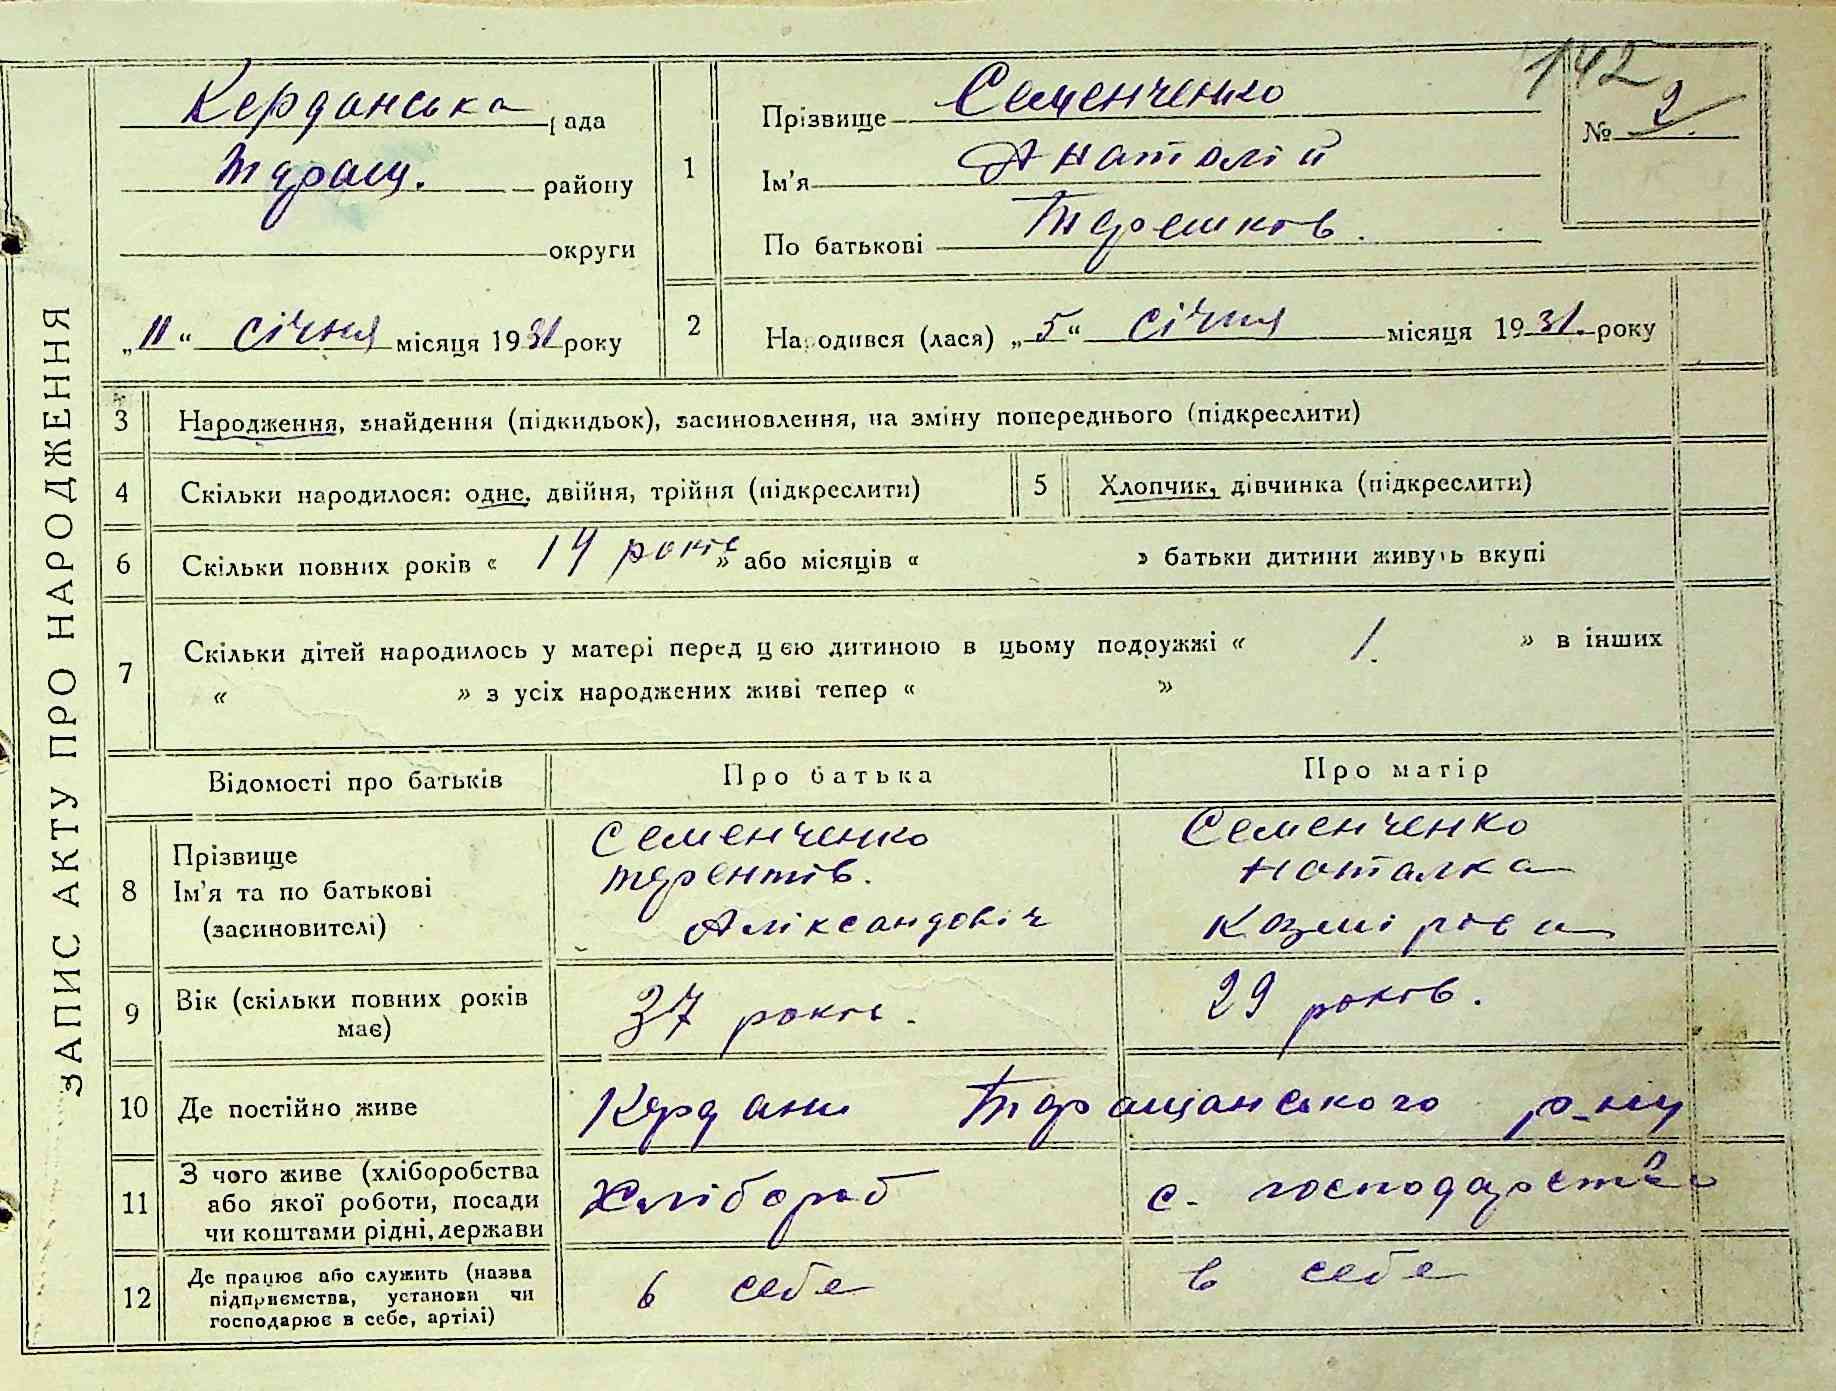 142
ЗАПИС АКТУ ПРО НАРОДЖЕННЯ
Керданська рада
Таращ. району
округи
„11“ січня місяця 1931 року
1
Прізвище Семенченко
Ім'я Анатолій
По батькові Терешков.
№ 2
2 Народився (лася) „5“ січня місяця 1931. року
3 Народження, знайдення (підкидьок), засиновлення, на зміну попереднього (підкреслити)
4 Скільки народилося: одне, двійня, трійня (підкреслити) 5 Хлопчик, дівчинка (підкреслити)
6 Скільки повних років « 14 років » або місяців « » батьки дитини живуть вкупі
7 Скільки дітей народилось у матері перед цією дитиною в цьому подружжі « 1. » в інших
« » з усіх народжених живі тепер « »
Відомості про батьків Про батька Про матір
8
Прізвище
Ім'я та по батькові
(засиновителі)
Семенченко
Терентів.
Аліксандовіч
Семенченко
Наталка
Козміровна
9 Вік (скільки повних років
має)
37 років.
29 років.
10 Де постійно живе Кердани Таращанського р-ну
11 З чого живе (хліборобства
або якої роботи, посади
чи коштами рідні, держави
Хлібороб
с. господарство
12 Де працює або служить (назва
підприємства, установи чи
господарює в себе, артілі)
в себе
в себе